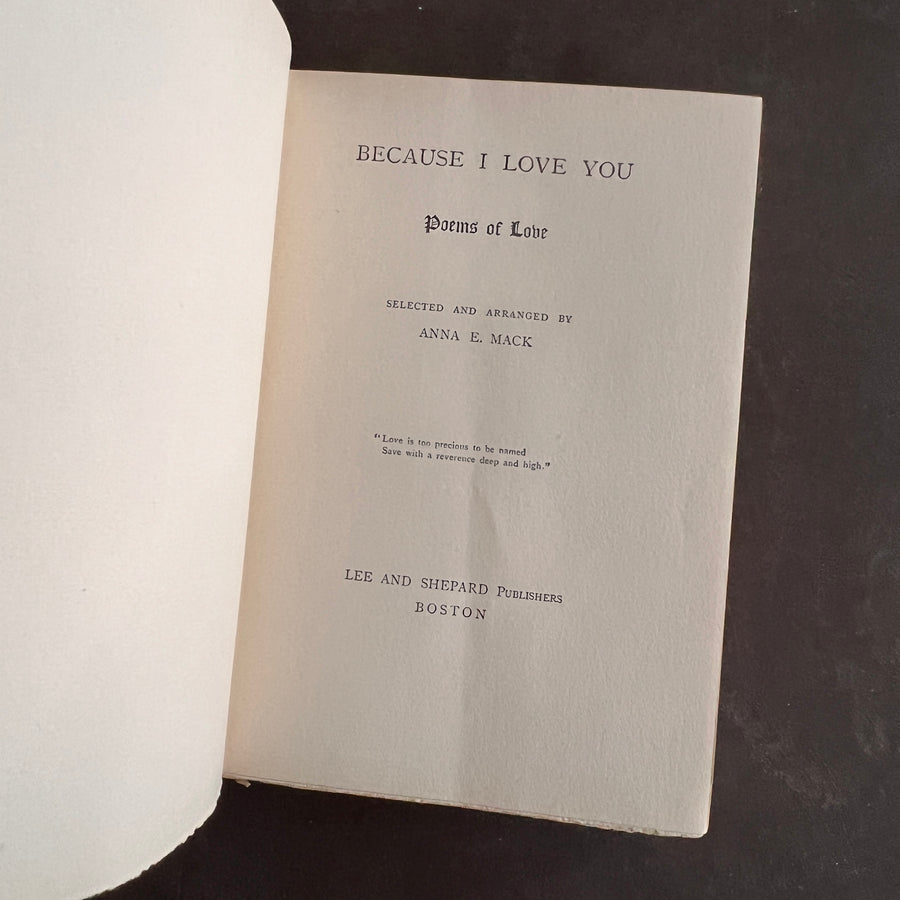 BECAUSE I LOVE YOU
Poems of Love
SELECTED AND ARRANGED BY
ANNA E. MACK
“Love is too precious to be named
Save with a reverence deep and high.”
LEE AND SHEPARD PUBLISHERS
BOSTON